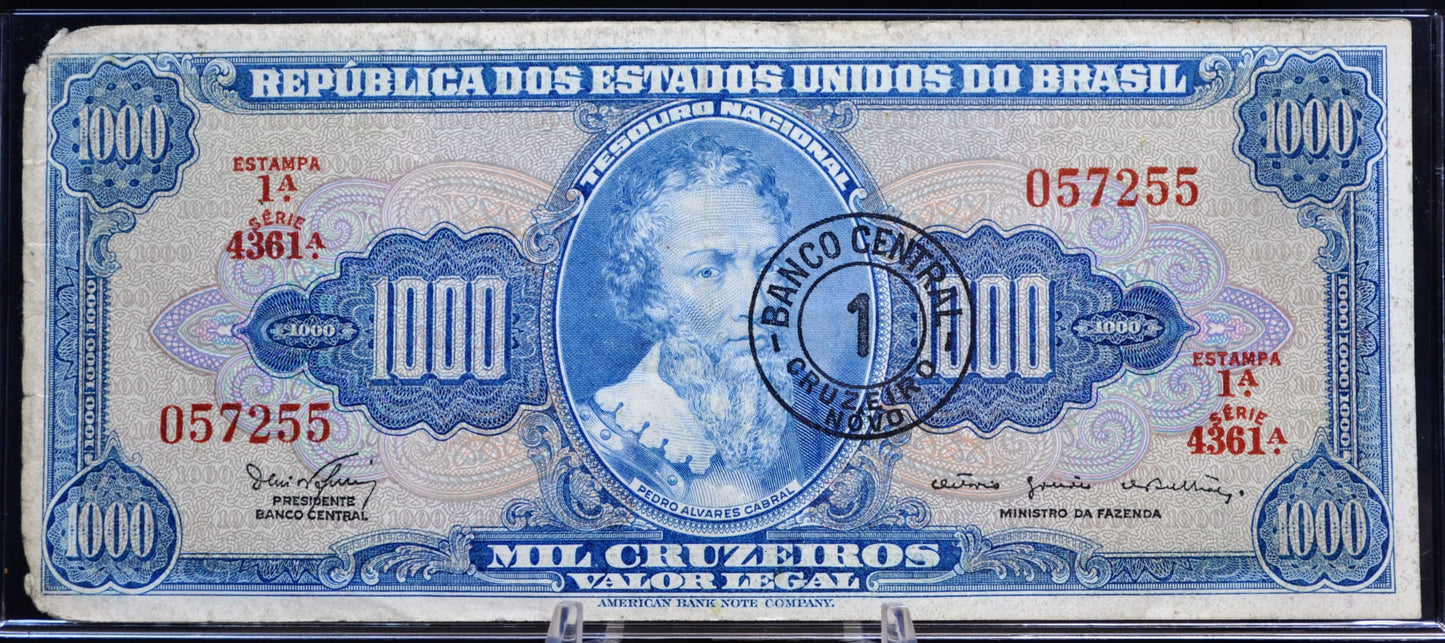 REPÚBLICA DOS ESTADOS UNIDOS DO BRASIL
TESOURO NACIONAL
1000
1000
ESTAMPA
1ª
SÉRIE
4361ª
057255
1000
1000
1000
1000
BANCO CENTRAL
1
CRUZEIRO
NOVO
057255
ESTAMPA
1ª
SÉRIE
4361ª
PRESIDENTE
BANCO CENTRAL
PEDRO ALVARES CABRAL
MINISTRO DA FAZENDA
1000
1000
MIL CRUZEIROS
VALOR LEGAL
AMERICAN BANK NOTE COMPANY.